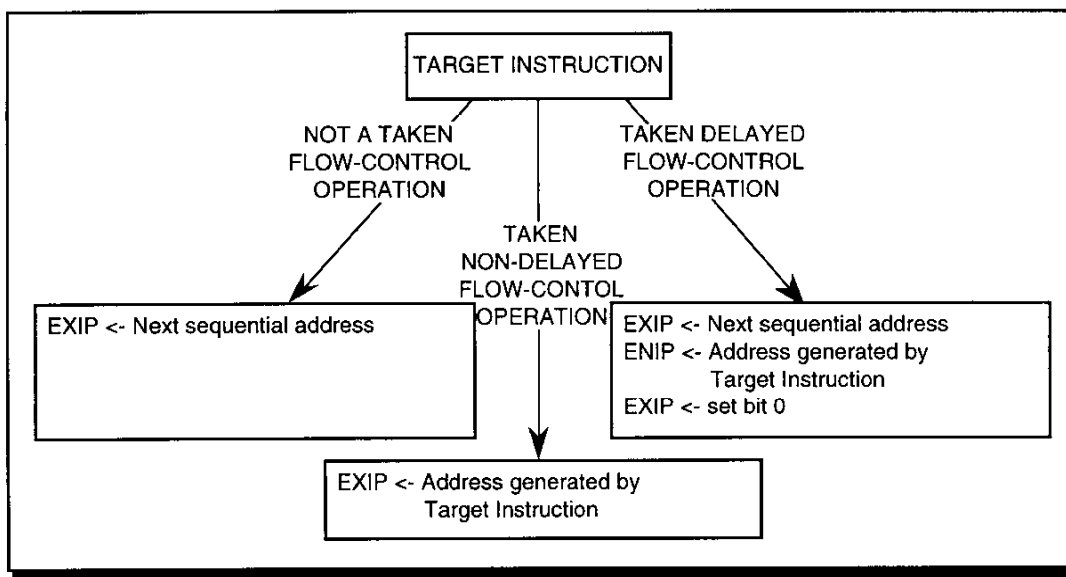 TARGET INSTRUCTION
NOT A TAKEN
FLOW-CONTROL
OPERATION
TAKEN DELAYED
FLOW-CONTROL
OPERATION
TAKEN
NON-DELAYED
FLOW-CONTOL
OPERATION
EXIP <- Next sequential address
EXIP <- Next sequential address
ENIP <- Address generated by
Target Instruction
EXIP <- set bit 0
EXIP <- Address generated by
Target Instruction